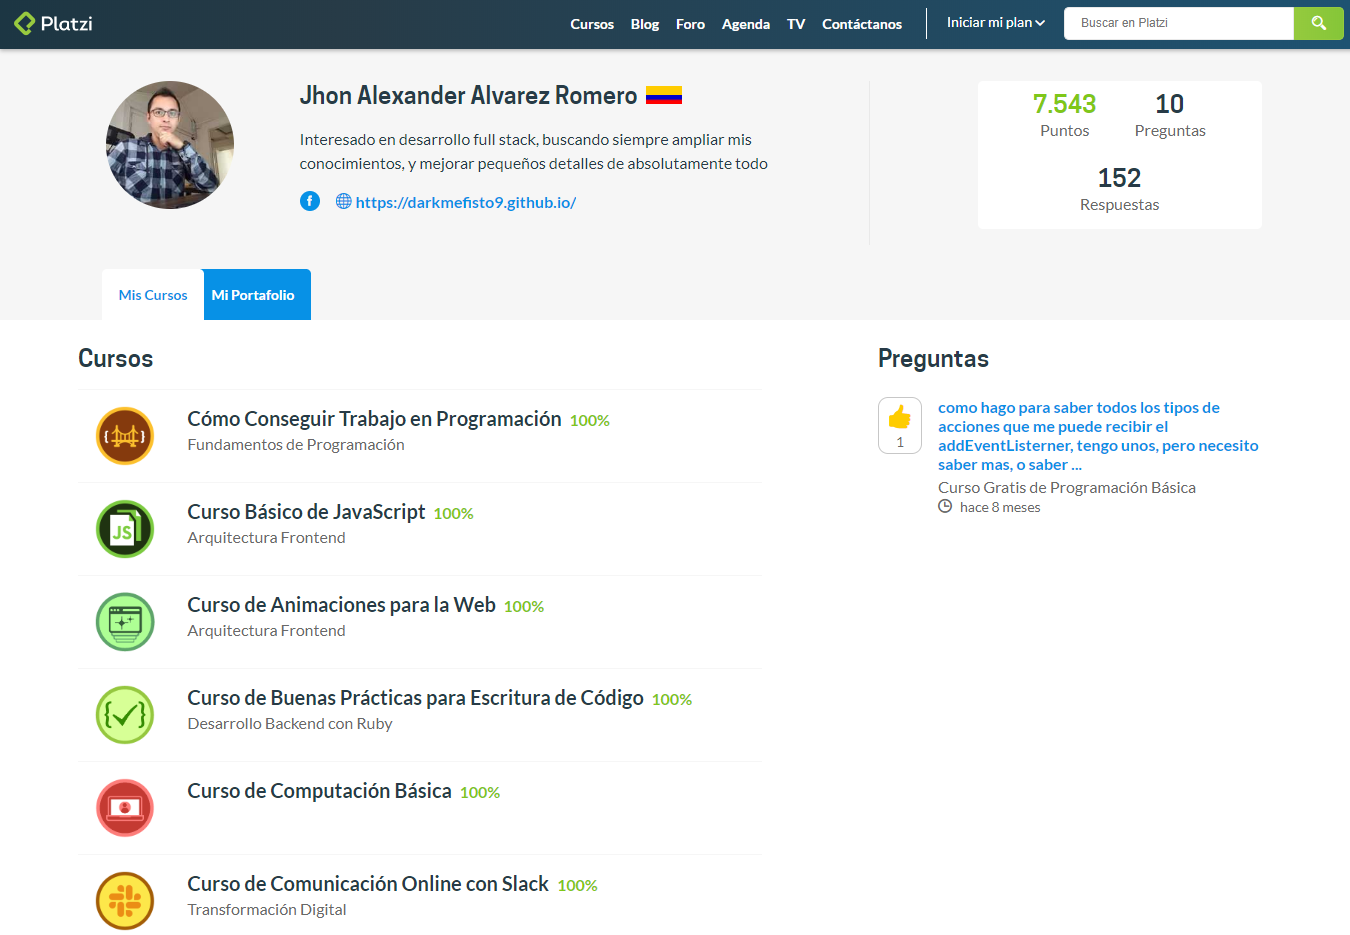 Platzi
Cursos Blog Foro Agenda TV Contáctanos Iniciar mi plan Buscar en Platzi
Jhon Alexander Alvarez Romero
Interesado en desarrollo full stack, buscando siempre ampliar mis
conocimientos, y mejorar pequeños detalles de absolutamente todo
f https://darkmefisto9.github.io/
7.543 10
Puntos Preguntas
152
Respuestas
Mis Cursos Mi Portafolio
Cursos
Cómo Conseguir Trabajo en Programación 100%
Fundamentos de Programación
JS
Curso Básico de JavaScript 100%
Arquitectura Frontend
Curso de Animaciones para la Web 100%
Arquitectura Frontend
Curso de Buenas Prácticas para Escritura de Código 100%
Desarrollo Backend con Ruby
Curso de Computación Básica 100%
Curso de Comunicación Online con Slack 100%
Transformación Digital
Preguntas
1
como hago para saber todos los tipos de
acciones que me puede recibir el
addEventListerner, tengo unos, pero necesito
saber mas, o saber ...
Curso Gratis de Programación Básica
hace 8 meses